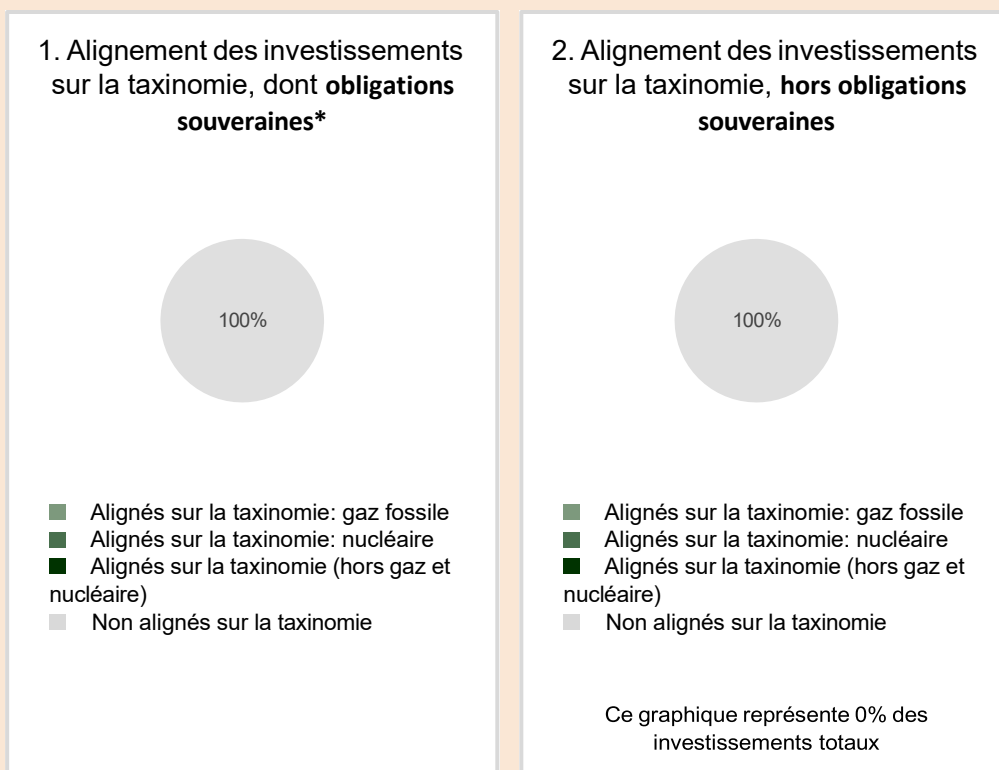 1. Alignement des investissements
sur la taxinomie, dont obligations
souveraines*
100%
Alignés sur la taxinomie: gaz fossile
Alignés sur la taxinomie: nucléaire
Alignés sur la taxinomie (hors gaz et
nucléaire)
Non alignés sur la taxinomie
2. Alignement des investissements
sur la taxinomie, hors obligations
souveraines
100%
Alignés sur la taxinomie: gaz fossile
Alignés sur la taxinomie: nucléaire
Alignés sur la taxinomie (hors gaz et
nucléaire)
Non alignés sur la taxinomie
Ce graphique représente 0% des
investissements totaux